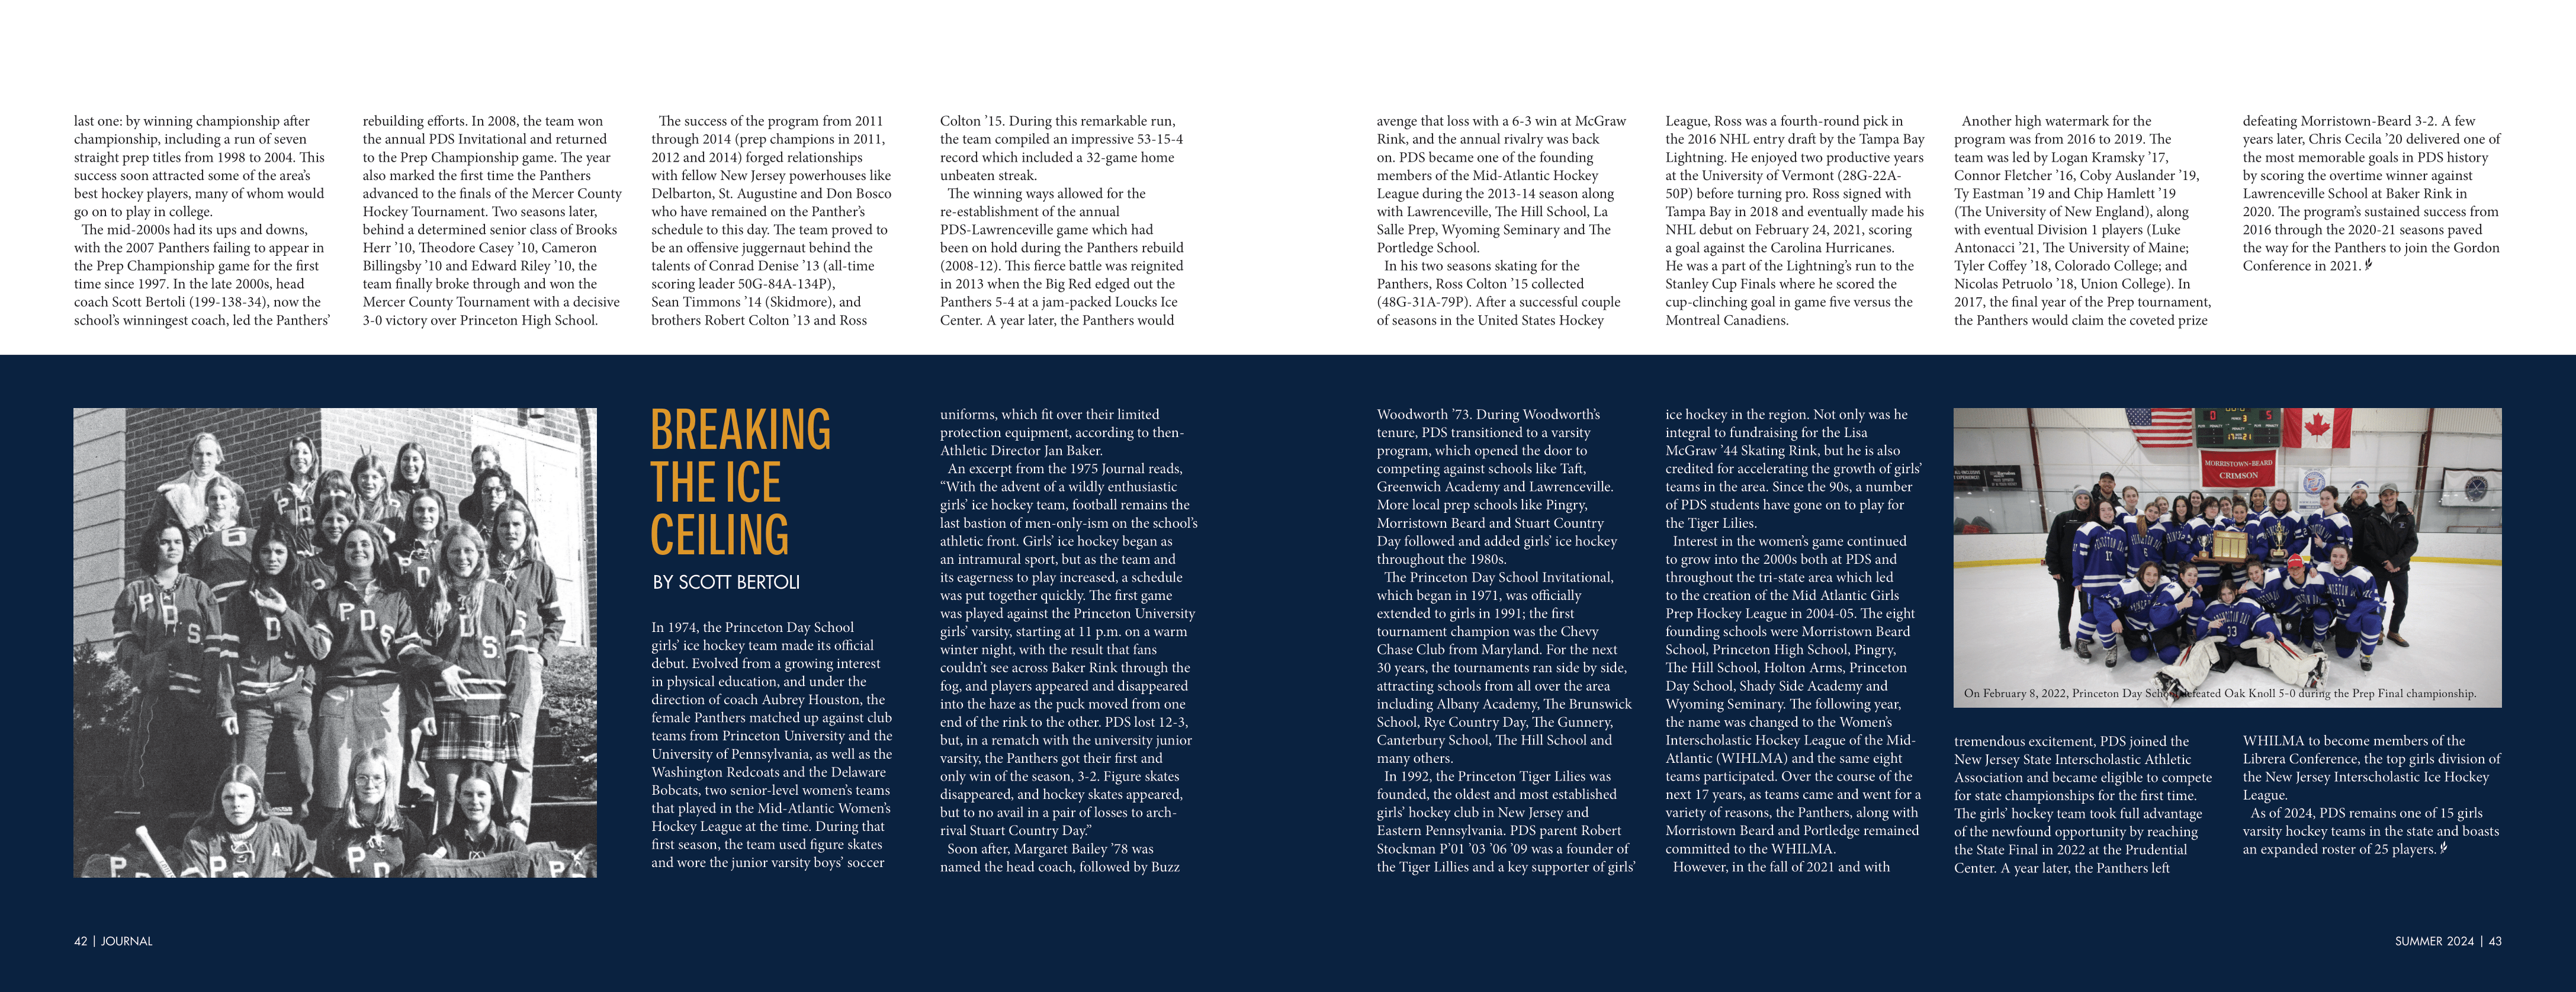 last one: by winning championship after
championship, including a run of seven
straight prep titles from 1998 to 2004. This
success soon attracted some of the area's
best hockey players, many of whom would
go on to play in college.
The mid-2000s had its ups and downs,
with the 2007 Panthers failing to appear in
the Prep Championship game for the first
time since 1997. In the late 2000s, head
coach Scott Bertoli (199-138-34), now the
school's winningest coach, led the Panthers'
rebuilding efforts. In 2008, the team won
the annual PDS Invitational and returned
to the Prep Championship game. The year
also marked the first time the Panthers
advanced to the finals of the Mercer County
Hockey Tournament. Two seasons later,
behind a determined senior class of Brooks
Herr '10, Theodore Casey '10, Cameron
Billingsby '10 and Edward Riley '10, the
team finally broke through and won the
Mercer County Tournament with a decisive
3-0 victory over Princeton High School.
The success of the program from 2011
through 2014 (prep champions in 2011,
2012 and 2014) forged relationships
with fellow New Jersey powerhouses like
Delbarton, St. Augustine and Don Bosco
who have remained on the Panther's
schedule to this day. The team proved to
be an offensive juggernaut behind the
talents of Conrad Denise '13 (all-time
scoring leader 50G-84A-134P),
Sean Timmons '14 (Skidmore), and
brothers Robert Colton '13 and Ross
Colton '15. During this remarkable run,
the team compiled an impressive 53-15-4
record which included a 32-game home
unbeaten streak.
The winning ways allowed for the
re-establishment of the annual
PDS-Lawrenceville game which had
been on hold during the Panthers rebuild
(2008-12). This fierce battle was reignited
in 2013 when the Big Red edged out the
Panthers 5-4 at a jam-packed Loucks Ice
Center. A year later, the Panthers would
avenge that loss with a 6-3 win at McGraw
Rink, and the annual rivalry was back
on. PDS became one of the founding
members of the Mid-Atlantic Hockey
League during the 2013-14 season along
with Lawrenceville, The Hill School, La
Salle Prep, Wyoming Seminary and The
Portledge School.
In his two seasons skating for the
Panthers, Ross Colton '15 collected
(48G-31A-79P). After a successful couple
of seasons in the United States Hockey
League, Ross was a fourth-round pick in
the 2016 NHL entry draft by the Tampa Bay
Lightning. He enjoyed two productive years
at the University of Vermont (28G-22A-
50P) before turning pro. Ross signed with
Tampa Bay in 2018 and eventually made his
NHL debut on February 24, 2021, scoring
a goal against the Carolina Hurricanes.
He was a part of the Lightning's run to the
Stanley Cup Finals where he scored the
cup-clinching goal in game five versus the
Montreal Canadiens.
Another high watermark for the
program was from 2016 to 2019. The
team was led by Logan Kramsky '17,
Connor Fletcher '16, Coby Auslander '19,
Ty Eastman '19 and Chip Hamlett '19
(The University of New England), along
with eventual Division 1 players (Luke
Antonacci '21, The University of Maine;
Tyler Coffey '18, Colorado College; and
Nicolas Petruolo '18, Union College). In
2017, the final year of the Prep tournament,
the Panthers would claim the coveted prize
defeating Morristown-Beard 3-2. A few
years later, Chris Cecila '20 delivered one of
the most memorable goals in PDS history
by scoring the overtime winner against
Lawrenceville School at Baker Rink in
2020. The program's sustained success from
2016 through the 2020-21 seasons paved
the way for the Panthers to join the Gordon
Conference in 2021.
BREAKING
THE ICE
CEILING
BY SCOTT BERTOLI
In 1974, the Princeton Day School
girls' ice hockey team made its official
debut. Evolved from a growing interest
in physical education, and under the
direction of coach Aubrey Houston, the
female Panthers matched up against club
teams from Princeton University and the
University of Pennsylvania, as well as the
Washington Redcoats and the Delaware
Bobcats, two senior-level women's teams
that played in the Mid-Atlantic Women's
Hockey League at the time. During that
first season, the team used figure skates
and wore the junior varsity boys' soccer
uniforms, which fit over their limited
protection equipment, according to then-
Athletic Director Jan Baker.
An excerpt from the 1975 Journal reads,
“With the advent of a wildly enthusiastic
girls' ice hockey team, football remains the
last bastion of men-only-ism on the school's
athletic front. Girls' ice hockey began as
an intramural sport, but as the team and
its eagerness to play increased, a schedule
was put together quickly. The first game
was played against the Princeton University
girls' varsity, starting at 11 p.m. on a warm
winter night, with the result that fans
couldn't see across Baker Rink through the
fog, and players appeared and disappeared
into the haze as the puck moved from one
end of the rink to the other. PDS lost 12-3,
but, in a rematch with the university junior
varsity, the Panthers got their first and
only win of the season, 3-2. Figure skates
disappeared, and hockey skates appeared,
but to no avail in a pair of losses to arch-
rival Stuart Country Day.”
Soon after, Margaret Bailey '78 was
named the head coach, followed by Buzz
Woodworth '73. During Woodworth's
tenure, PDS transitioned to a varsity
program, which opened the door to
competing against schools like Taft,
Greenwich Academy and Lawrenceville.
More local prep schools like Pingry,
Morristown Beard and Stuart Country
Day followed and added girls' ice hockey
throughout the 1980s.
The Princeton Day School Invitational,
which began in 1971, was officially
extended to girls in 1991; the first
tournament champion was the Chevy
Chase Club from Maryland. For the next
30 years, the tournaments ran side by side,
attracting schools from all over the area
including Albany Academy, The Brunswick
School, Rye Country Day, The Gunnery,
Canterbury School, The Hill School and
many others.
In 1992, the Princeton Tiger Lilies was
founded, the oldest and most established
girls' hockey club in New Jersey and
Eastern Pennsylvania. PDS parent Robert
Stockman P'01 '03 '06 '09 was a founder of
the Tiger Lillies and a key supporter of girls'
ice hockey in the region. Not only was he
integral to fundraising for the Lisa
McGraw '44 Skating Rink, but he is also
credited for accelerating the growth of girls'
teams in the area. Since the 90s, a number
of PDS students have gone on to play for
the Tiger Lilies.
Interest in the women's game continued
to grow into the 2000s both at PDS and
throughout the tri-state area which led
to the creation of the Mid Atlantic Girls
Prep Hockey League in 2004-05. The eight
founding schools were Morristown Beard
School, Princeton High School, Pingry,
The Hill School, Holton Arms, Princeton
Day School, Shady Side Academy and
Wyoming Seminary. The following year,
the name was changed to the Women's
Interscholastic Hockey League of the Mid-
Atlantic (WIHLMA) and the same eight
teams participated. Over the course of the
next 17 years, as teams came and went for a
variety of reasons, the Panthers, along with
Morristown Beard and Portledge remained
committed to the WHILMA.
However, in the fall of 2021 and with
MORRISTOWN-BEARD
CRIMSON
On February 8, 2022, Princeton Day School defeated Oak Knoll 5-0 during the Prep Final championship.
tremendous excitement, PDS joined the
New Jersey State Interscholastic Athletic
Association and became eligible to compete
for state championships for the first time.
The girls' hockey team took full advantage
of the newfound opportunity by reaching
the State Final in 2022 at the Prudential
Center. A year later, the Panthers left
WHILMA to become members of the
Librera Conference, the top girls division of
the New Jersey Interscholastic Ice Hockey
League.
As of 2024, PDS remains one of 15 girls
varsity hockey teams in the state and boasts
an expanded roster of 25 players.
42 | JOURNAL
SUMMER 2024 | 43